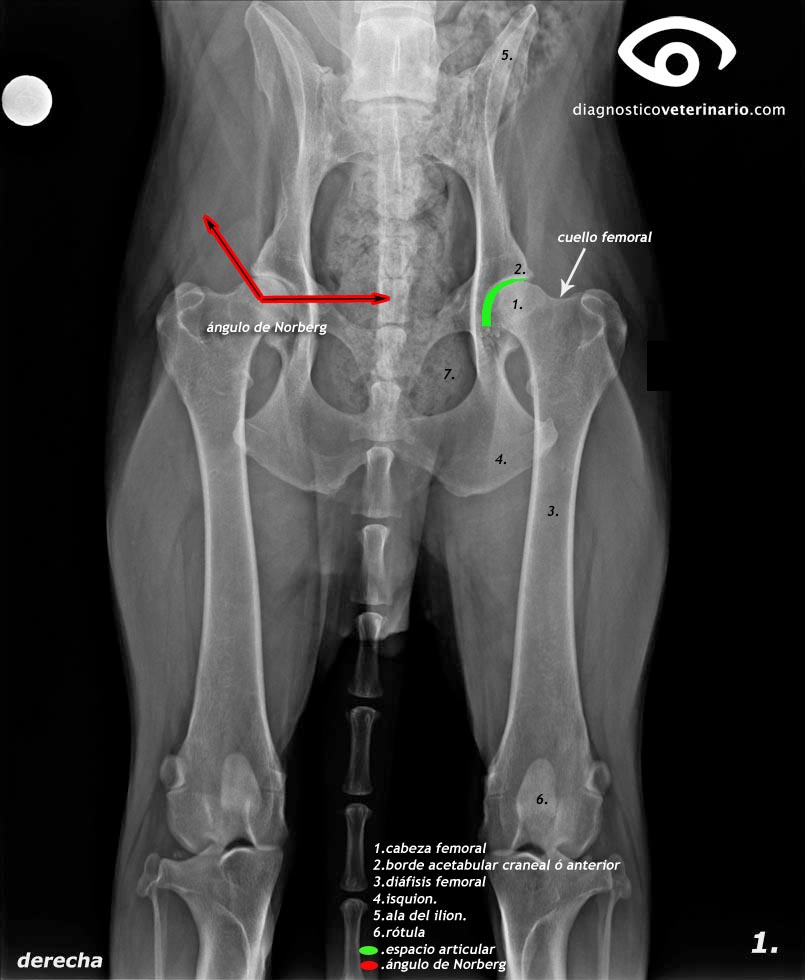 5.
diagnosticoveterinario.com
cuello femoral
2.
1.
ángulo de Norberg
7.
4.
3.
6.
1.cabeza femoral
2.borde acetabular craneal ó anterior
3.diáfisis femoral
4.isquion.
5.ala del ilion.
6.rótula
.espacio articular
.ángulo de Norberg
derecha
1.